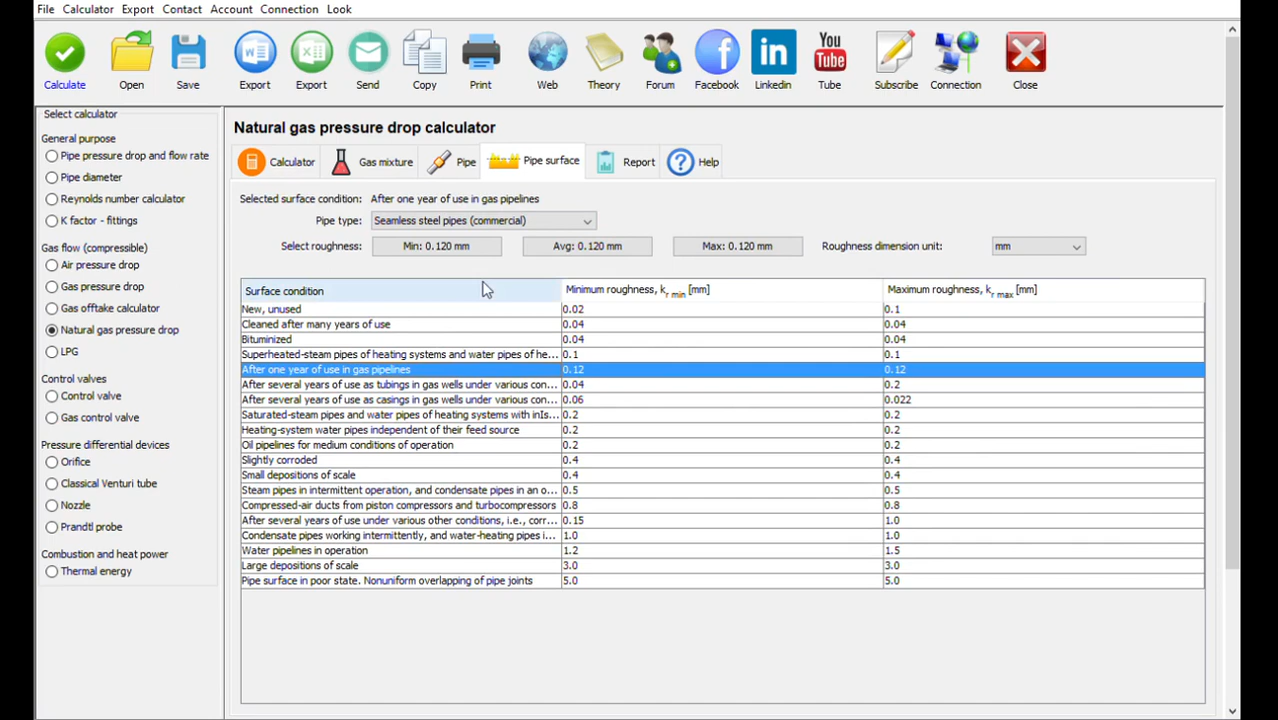 File Calculator Export Contact Account Connection Look
Calculate Open Save Export Export Send Copy Print Web Theory Forum Facebook Linkedin Tube Subscribe Connection Close
W X f in You Tube
Select calculator
General purpose
Pipe pressure drop and flow rate
Pipe diameter
Reynolds number calculator
K factor - fittings
Gas flow (compressible)
Air pressure drop
Gas pressure drop
Gas offtake calculator
Natural gas pressure drop
LPG
Control valves
Control valve
Gas control valve
Pressure differential devices
Orifice
Classical Venturi tube
Nozzle
Prandtl probe
Combustion and heat power
Thermal energy
Natural gas pressure drop calculator
Calculator Gas mixture Pipe Pipe surface Report ? Help
Selected surface condition: After one year of use in gas pipelines
Pipe type: Seamless steel pipes (commercial)
Select roughness: Min: 0.120 mm Avg: 0.120 mm Max: 0.120 mm Roughness dimension unit: mm
Surface condition Minimum roughness, k r min [mm] Maximum roughness, k r max [mm]
New, unused 0.02 0.1
Cleaned after many years of use 0.04 0.04
Bituminized 0.04 0.04
Superheated-steam pipes of heating systems and water pipes of he... 0.1 0.1
After one year of use in gas pipelines 0.12 0.12
After several years of use as tubings in gas wells under various con... 0.04 0.2
After several years of use as casings in gas wells under various con... 0.06 0.022
Saturated-steam pipes and water pipes of heating systems with inIs... 0.2 0.2
Heating-system water pipes independent of their feed source 0.2 0.2
Oil pipelines for medium conditions of operation 0.2 0.2
Slightly corroded 0.4 0.4
Small depositions of scale 0.4 0.4
Steam pipes in intermittent operation, and condensate pipes in an o... 0.5 0.5
Compressed-air ducts from piston compressors and turbocompressors 0.8 0.8
After several years of use under various other conditions, i.e., corr... 0.15 1.0
Condensate pipes working intermittently, and water-heating pipes i... 1.0 1.0
Water pipelines in operation 1.2 1.5
Large depositions of scale 3.0 3.0
Pipe surface in poor state. Nonuniform overlapping of pipe joints 5.0 5.0